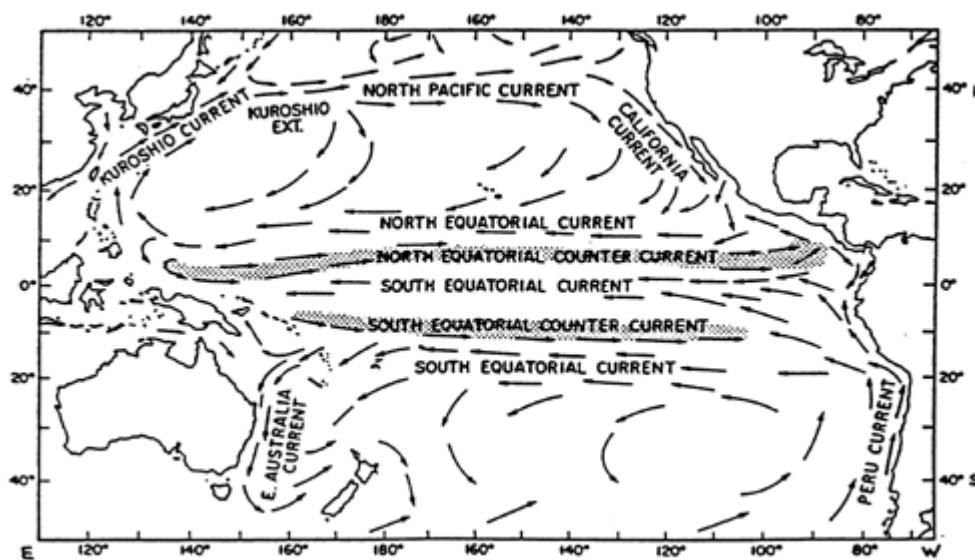 120° 140° 160° 180° 160° 140° 120° 100° 80°
40° 40°
NORTH PACIFIC CURRENT
KUROSHIO CURRENT
KUROSHIO
EXT.
CALIFORNIA
CURRENT
20° 20°
NORTH EQUATORIAL CURRENT
NORTH EQUATORIAL COUNTER CURRENT
0° 0°
SOUTH EQUATORIAL CURRENT
SOUTH EQUATORIAL COUNTER CURRENT
SOUTH EQUATORIAL CURRENT
20° 20°
E. AUSTRALIA
CURRENT
PERU CURRENT
40° 40° S
E 120° 140° 160° 180° 160° 140° 120° 100° 80° W